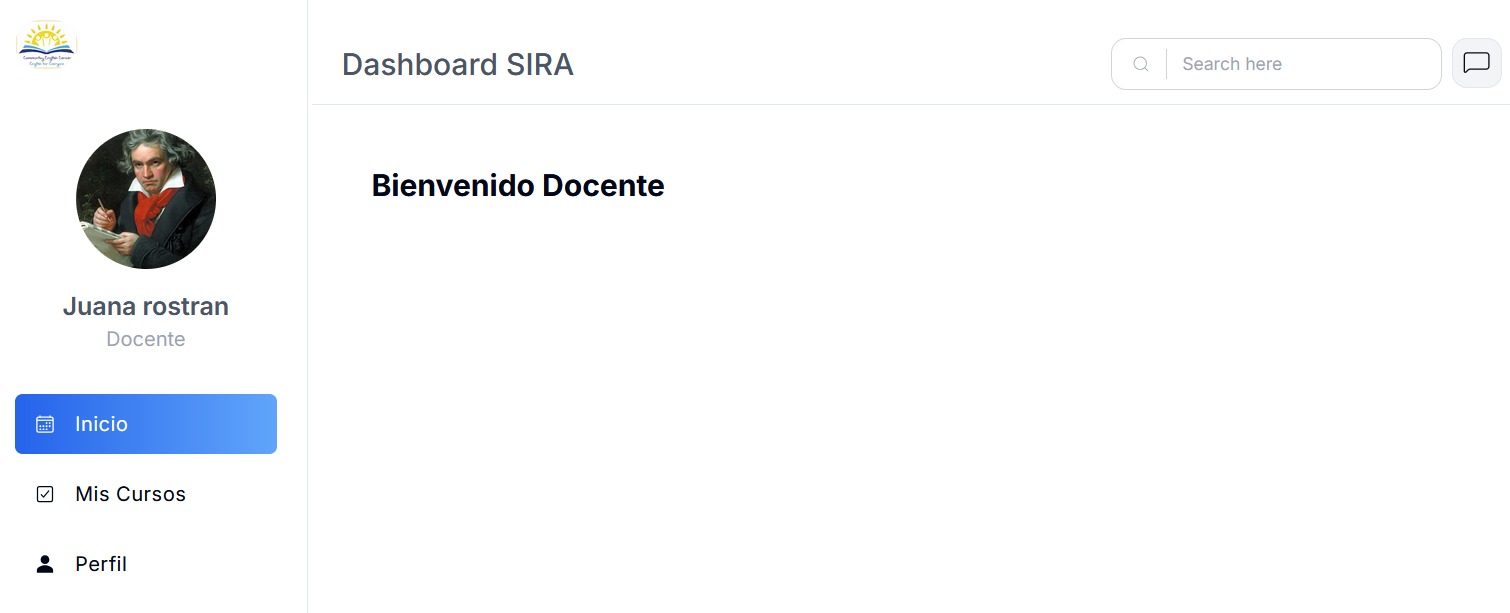 Community English Center
English for Everyone
Dashboard SIRA
Search here
Juana rostran
Docente
Inicio
Mis Cursos
Perfil
Bienvenido Docente